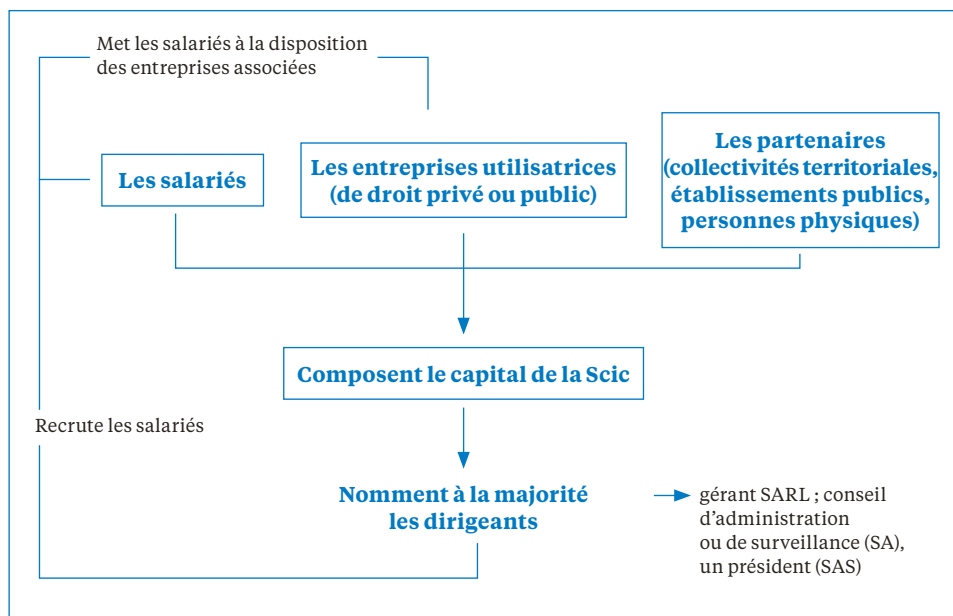 Met les salariés à la disposition
des entreprises associées
Les salariés
Les entreprises utilisatrices
(de droit privé ou public)
Les partenaires
(collectivités territoriales,
établissements publics,
personnes physiques)
Composent le capital de la Scic
Recrute les salariés
Nomment à la majorité
les dirigeants
gérant SARL ; conseil
d’administration
ou de surveillance (SA),
un président (SAS)